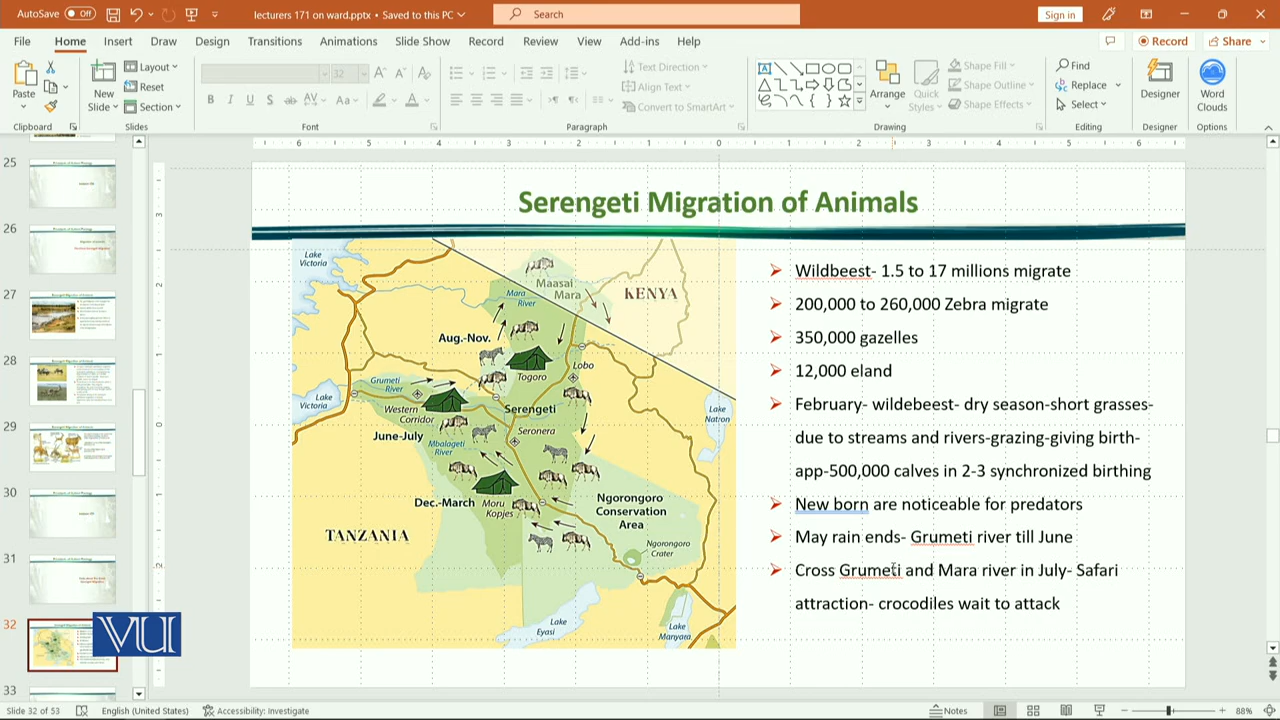 AutoSave Off lecturers 171 on ward.pptx • Saved to this PC Search Sign in
File Home Insert Draw Design Transitions Animations Slide Show Record Review View Add-ins Help Record Share
Paste
Clipboard
New
Slide
Layout
Reset
Section
Slides
32
Font
Text Direction
Align Text
Convert to SmartArt
Paragraph
Arrange
Quick
Styles
Shape Fill
Shape Outline
Shape Effects
Drawing
Find
Replace
Select
Editing
Designer
Designer
Word
Clouds
Options
25
26
27
28
30
31
32
33
VU
Serengeti Migration of Animals
Lake
Victoria
Maasai
Mara
KENYA
Mara
River
Aug.-Nov.
Togoro
Lobo
Grumeti
River
Lake
Victoria
Western
Corridor
Serengeti
Lake
Natron
June-July
Seronera
Mbalageti
River
Dec.-March
Moru
Kopjes
Ngorongoro
Conservation
Area
TANZANIA
Ngorongoro
Crater
Lake
Eyasi
Lake
Manyara
Wildbeest- 1.5 to 17 millions migrate
200,000 to 260,000 Zebra migrate
350,000 gazelles
12,000 eland
February- wildebeest- dry season-short grasses-
due to streams and rivers-grazing-giving birth-
app-500,000 calves in 2-3 synchronized birthing
New born are noticeable for predators
May rain ends- Grumeti river till June
Cross Grumeti and Mara river in July- Safari
attraction- crocodiles wait to attack
Slide 32 of 53 English (United States) Accessibility: Investigate Notes 88%